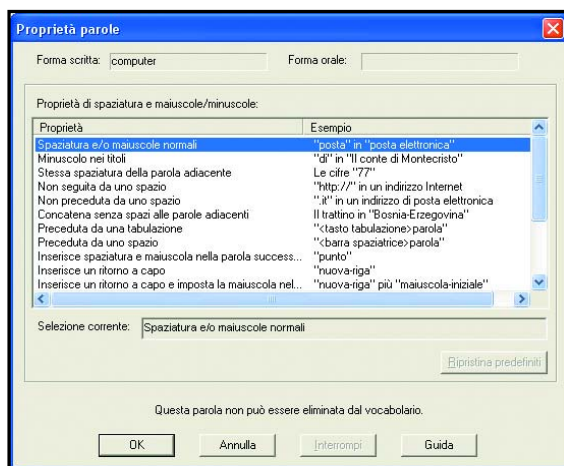 Proprietà parole
Forma scritta: computer Forma orale:
Proprietà di spaziatura e maiuscole/minuscole:
Proprietà Esempio
Spaziatura e/o maiuscole normali "posta" in "posta elettronica"
Minuscolo nei titoli "di" in "Il conte di Montecristo"
Stessa spaziatura della parola adiacente Le cifre "77"
Non seguita da uno spazio "http://" in un indirizzo Internet
Non preceduta da uno spazio ".it" in un indirizzo di posta elettronica
Concatena senza spazi alle parole adiacenti Il trattino in "Bosnia-Erzegovina"
Preceduta da una tabulazione "<tasto tabulazione>parola"
Preceduta da uno spazio "<barra spaziatrice>parola"
Inserisce spaziatura e maiuscola nella parola success... "punto"
Inserisce un ritorno a capo "nuova-riga"
Inserisce un ritorno a capo e imposta la maiuscola nel... "nuova-riga" più "maiuscola-iniziale"
Selezione corrente: Spaziatura e/o maiuscole normali
Ripristina predefiniti
Questa parola non può essere eliminata dal vocabolario.
OK Annulla Interrompi Guida